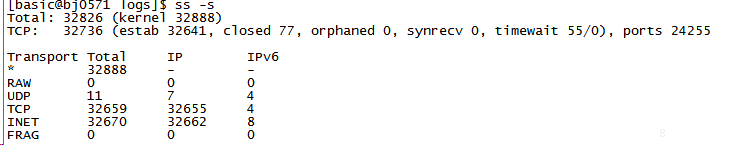 [basic@bj0571 logs]$ ss -s
Total: 32826 (kernel 32888)
TCP:   32736 (estab 32641, closed 77, orphaned 0, synrecv 0, timewait 55/0), ports 24255

Transport Total     IP        IPv6
*         32888     -         -
RAW       0         0         0
UDP       11        7         4
TCP       32659     32655     4
INET      32670     32662     8
FRAG      0         0         0
8